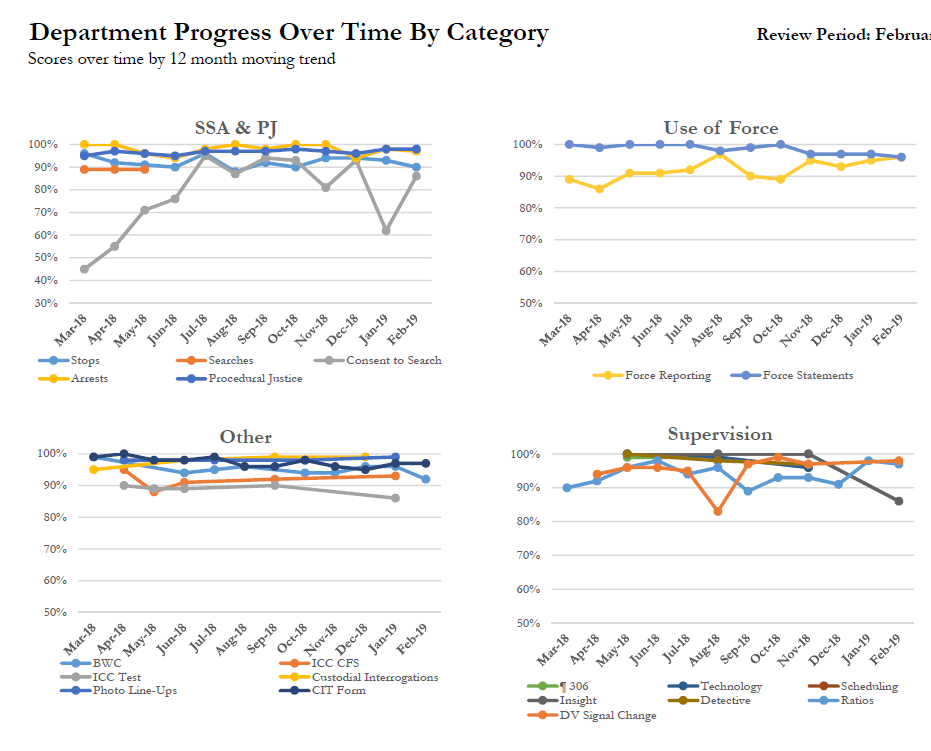 Department Progress Over Time By Category
Review Period: Februar
Scores over time by 12 month moving trend
SSA & PJ
100%
90%
80%
70%
60%
50%
40%
30%
Mar-18 Apr-18 May-18 Jun-18 Jul-18 Aug-18 Sep-18 Oct-18 Nov-18 Dec-18 Jan-19 Feb-19
Stops Searches Consent to Search
Arrests Procedural Justice
Use of Force
100%
90%
80%
70%
60%
50%
Mar-18 Apr-18 May-18 Jun-18 Jul-18 Aug-18 Sep-18 Oct-18 Nov-18 Dec-18 Jan-19 Feb-19
Force Reporting Force Statements
Other
100%
90%
80%
70%
60%
50%
Mar-18 Apr-18 May-18 Jun-18 Jul-18 Aug-18 Sep-18 Oct-18 Nov-18 Dec-18 Jan-19 Feb-19
BWC ICC CFS
ICC Test Custodial Interrogations
Photo Line-Ups CIT Form
Supervision
100%
90%
80%
70%
60%
50%
Mar-18 Apr-18 May-18 Jun-18 Jul-18 Aug-18 Sep-18 Oct-18 Nov-18 Dec-18 Jan-19 Feb-19
¶ 306 Technology Scheduling
Insight Detective Ratios
DV Signal Change